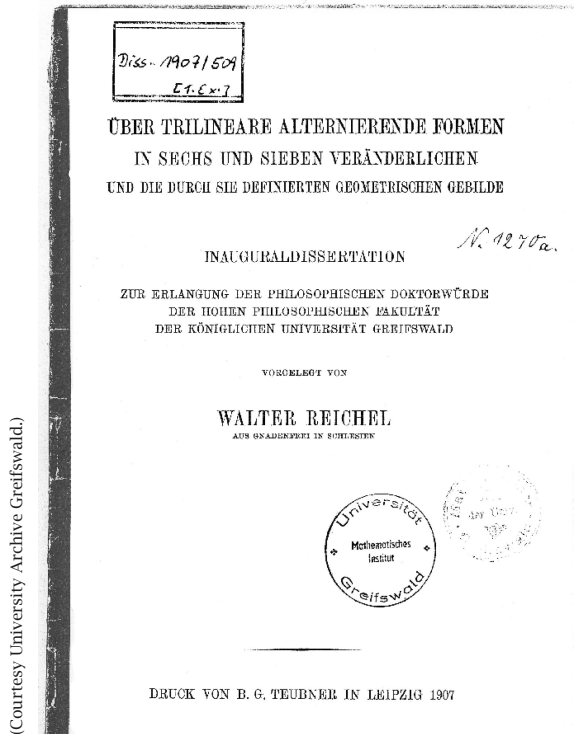 Diss. 1907/509
[1. Ex.]
ÜBER TRILINEARE ALTERNIERENDE FORMEN
IN SECHS UND SIEBEN VERÄNDERLICHEN
UND DIE DURCH SIE DEFINIERTEN GEOMETRISCHEN GEBILDE
N. 1270a.
INAUGURALDISSERTATION
ZUR ERLANGUNG DER PHILOSOPHISCHEN DOKTORWÜRDE
DER HOHEN PHILOSOPHISCHEN FAKULTÄT
DER KÖNIGLICHEN UNIVERSITÄT GREIFSWALD
VORGELEGT VON
WALTER REICHEL
AUS GNADENFREI IN SCHLESIEN
Universität
Mathematisches
Institut
Greifswald
DRUCK VON B. G. TEUBNER IN LEIPZIG 1907
(Courtesy University Archive Greifswald.)